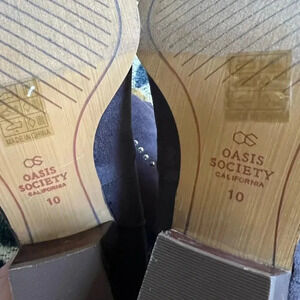 MADE IN CHINA
OS
OASIS
SOCIETY
CALIFORNIA
10
OS
OASIS
SOCIETY
CALIFORNIA
10